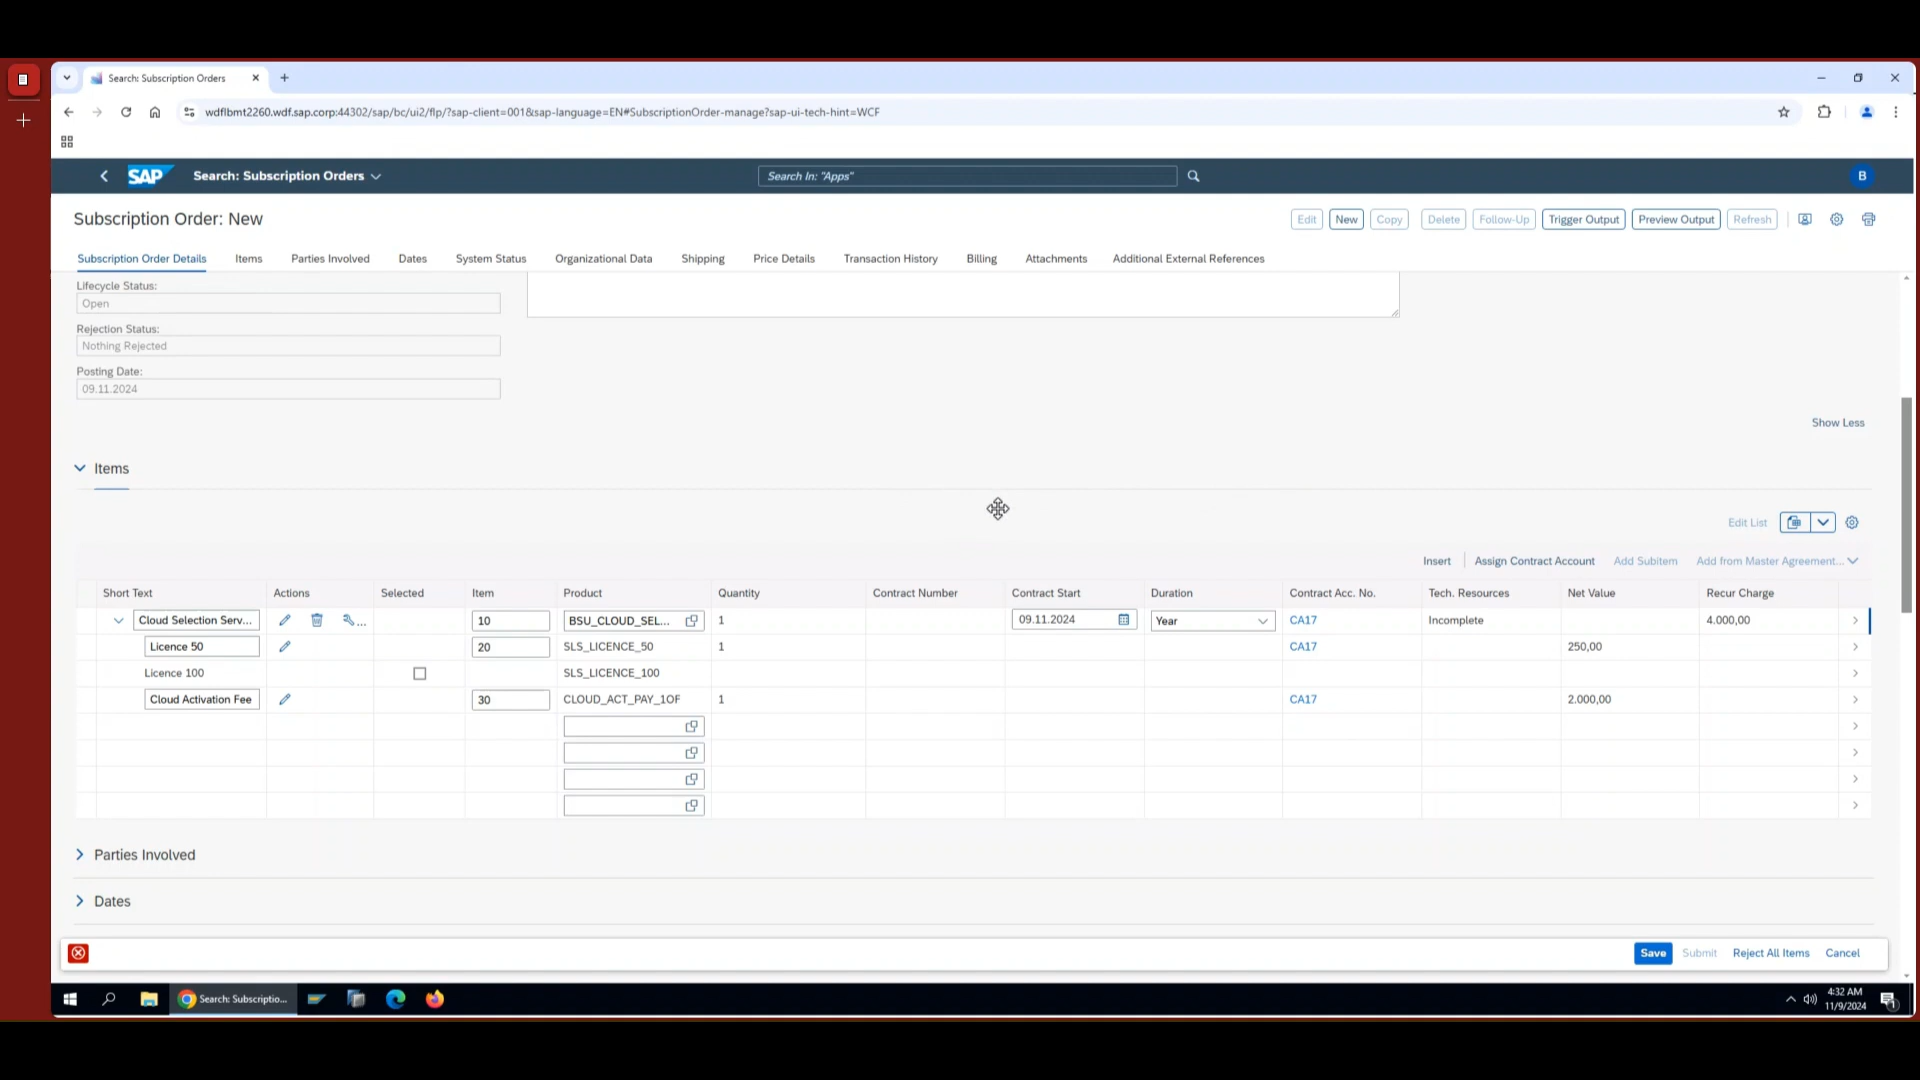 Search: Subscription Orders
wdflbmt2260.wdf.sap.corp:44302/sap/bc/ui2/flp/?sap-client=001&sap-language=EN#SubscriptionOrder-manage?sap-ui-tech-hint=WCF
SAP Search: Subscription Orders Search In: "Apps" B
Subscription Order: New Edit New Copy Delete Follow-Up Trigger Output Preview Output Refresh
Subscription Order Details Items Parties Involved Dates System Status Organizational Data Shipping Price Details Transaction History Billing Attachments Additional External References
Lifecycle Status:
Open
Rejection Status:
Nothing Rejected
Posting Date:
09.11.2024
Show Less
Items
Edit List
Insert Assign Contract Account Add Subitem Add from Master Agreement...
Short Text Actions Selected Item Product Quantity Contract Number Contract Start Duration Contract Acc. No. Tech. Resources Net Value Recur Charge
Cloud Selection Serv... ... 10 BSU_CLOUD_SEL... 1 09.11.2024 Year CA17 Incomplete 4.000,00
Licence 50 20 SLS_LICENCE_50 1 CA17 250,00
Licence 100 SLS_LICENCE_100
Cloud Activation Fee 30 CLOUD_ACT_PAY_1OF 1 CA17 2.000,00
Parties Involved
Dates
Save Submit Reject All Items Cancel
Search: Subscriptio... 4:32 AM
11/9/2024 1